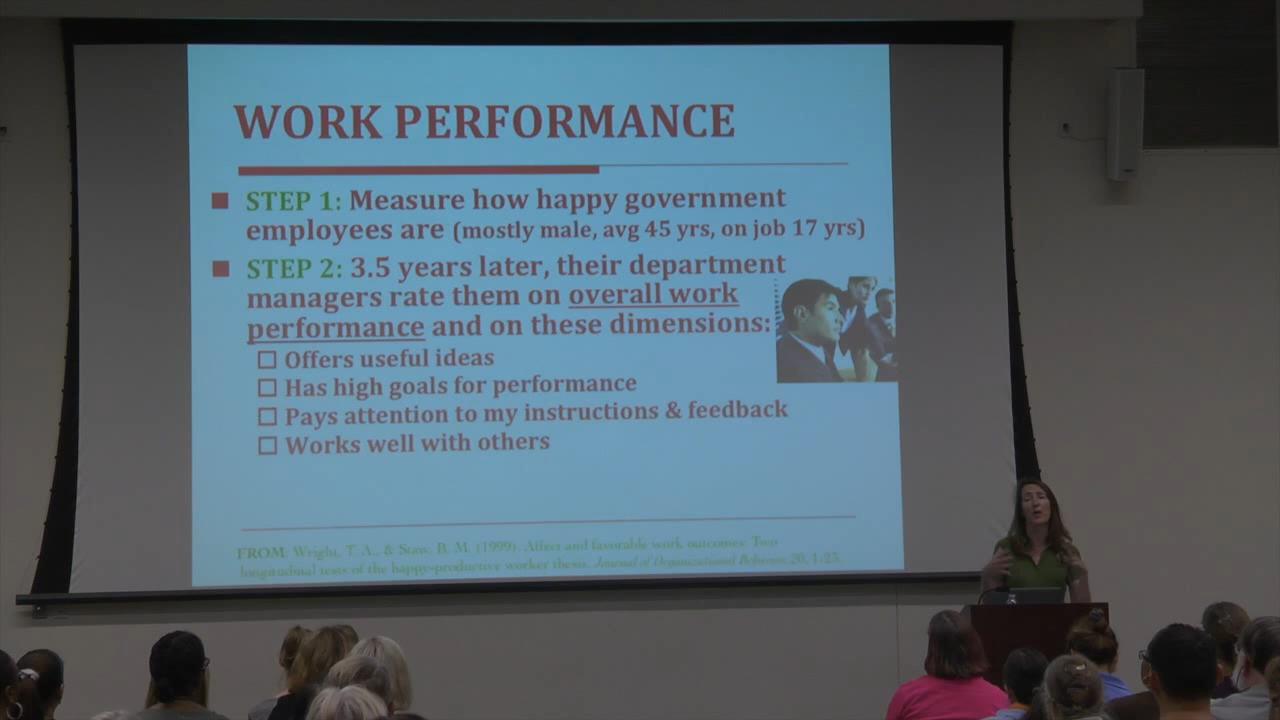 WORK PERFORMANCE
STEP 1: Measure how happy government
employees are (mostly male, avg 45 yrs, on job 17 yrs)
STEP 2: 3.5 years later, their department
managers rate them on overall work
performance and on these dimensions:
Offers useful ideas
Has high goals for performance
Pays attention to my instructions & feedback
Works well with others
FROM: Wright, T. A., & Staw, B. M. (1999). Affect and favorable work outcomes: Two
longitudinal tests of the happy-productive worker thesis. Journal of Organizational Behavior, 20, 1-23.